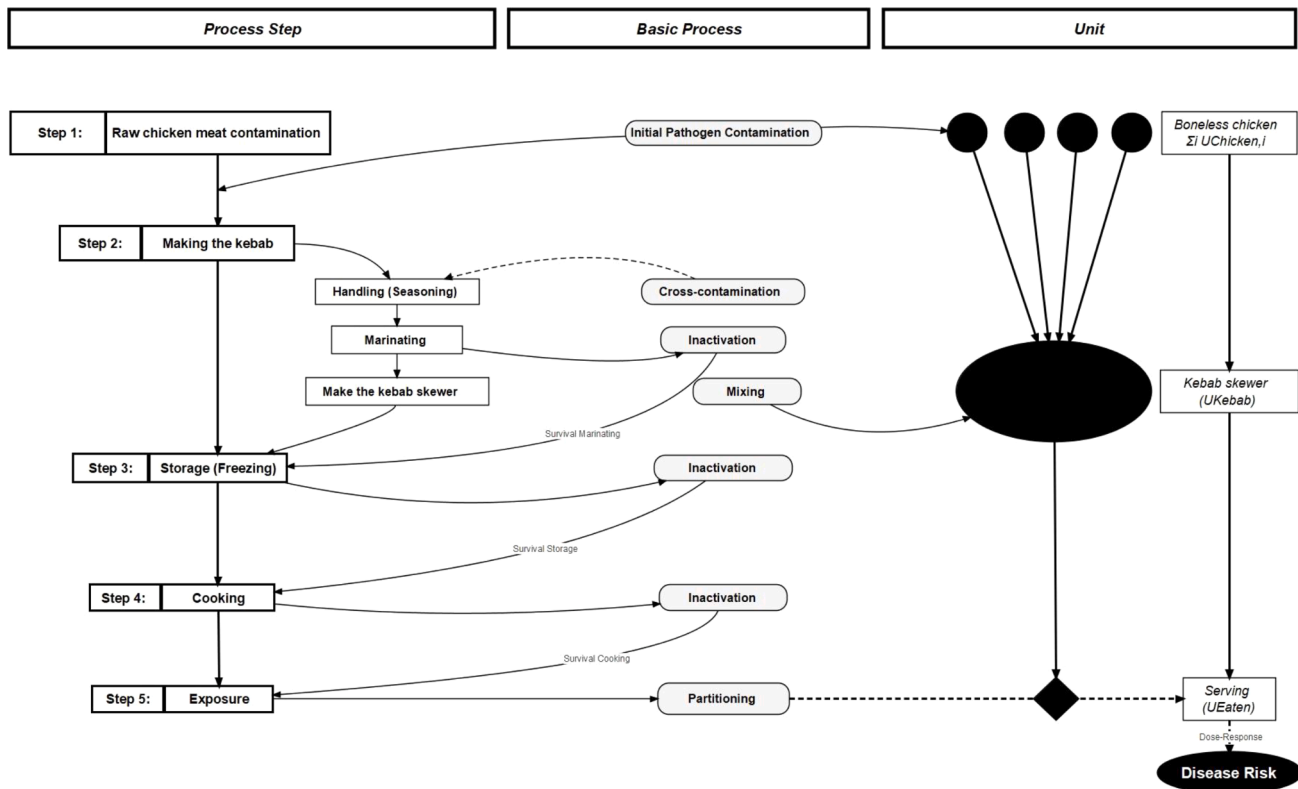 Process Step
Basic Process
Unit
Step 1:
Raw chicken meat contamination
Initial Pathogen Contamination
Boneless chicken
Σi UChicken,i
Step 2:
Making the kebab
Handling (Seasoning)
Cross-contamination
Marinating
Inactivation
Make the kebab skewer
Mixing
Kebab skewer
(UKebab)
Survival Marinating
Step 3:
Storage (Freezing)
Inactivation
Survival Storage
Step 4:
Cooking
Inactivation
Survival Cooking
Step 5:
Exposure
Partitioning
Serving
(UEaten)
Dose-Response
Disease Risk